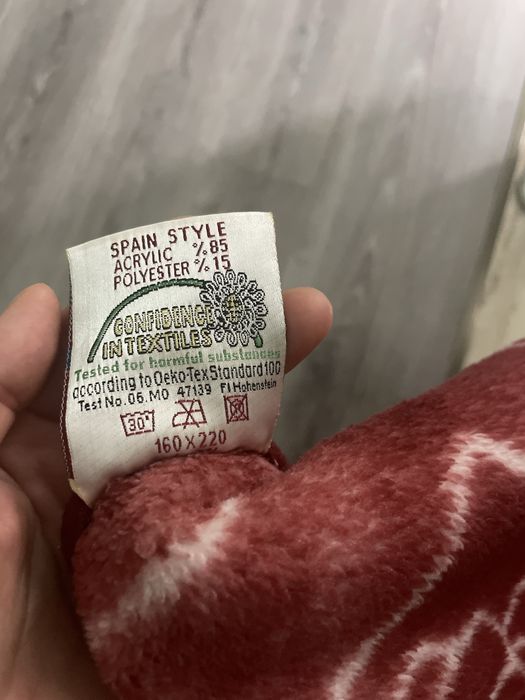 SPAIN STYLE
ACRYLIC %85
POLYESTER %15
CONFIDENCE
IN TEXTILES
Tested for harmful substances
according to Oeko-Tex Standard 100
Test No. 06.M0 47139 FI Hohenstein
30°
160 X 220